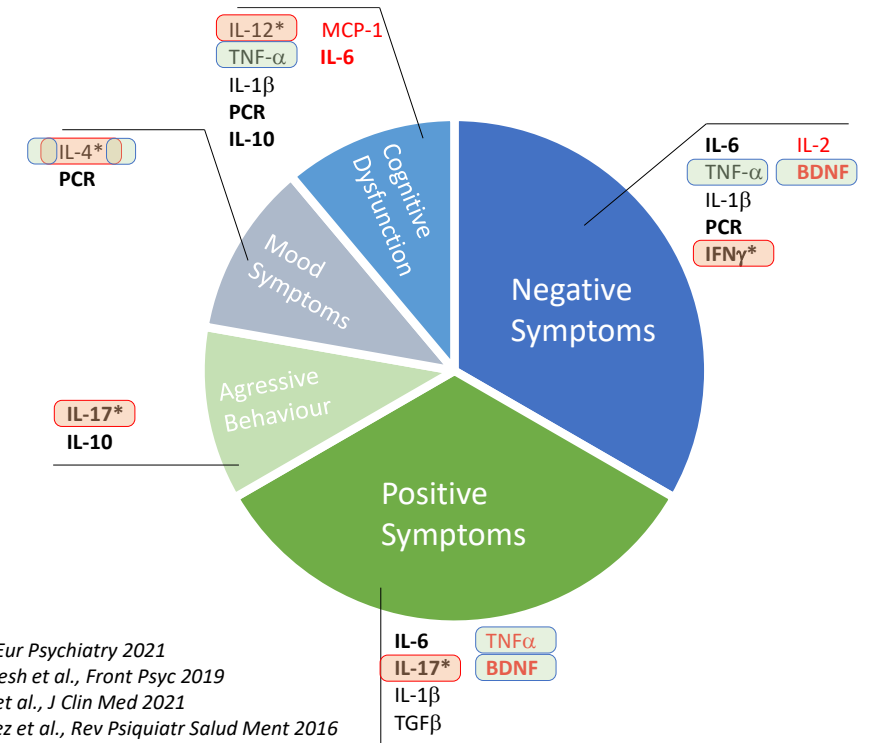 IL-12* MCP-1
TNF-α IL-6
IL-1β
PCR
IL-10
IL-4*
PCR
IL-6 IL-2
TNF-α BDNF
IL-1β
PCR
IFNγ*
Cognitive
Dysfunction
Mood
Symptoms
Negative
Symptoms
Agressive
Behaviour
IL-17*
IL-10
Positive
Symptoms
IL-6 TNFα
IL-17* BDNF
IL-1β
TGFβ
Eur Psychiatry 2021
esh et al., Front Psyc 2019
et al., J Clin Med 2021
ez et al., Rev Psiquiatr Salud Ment 2016